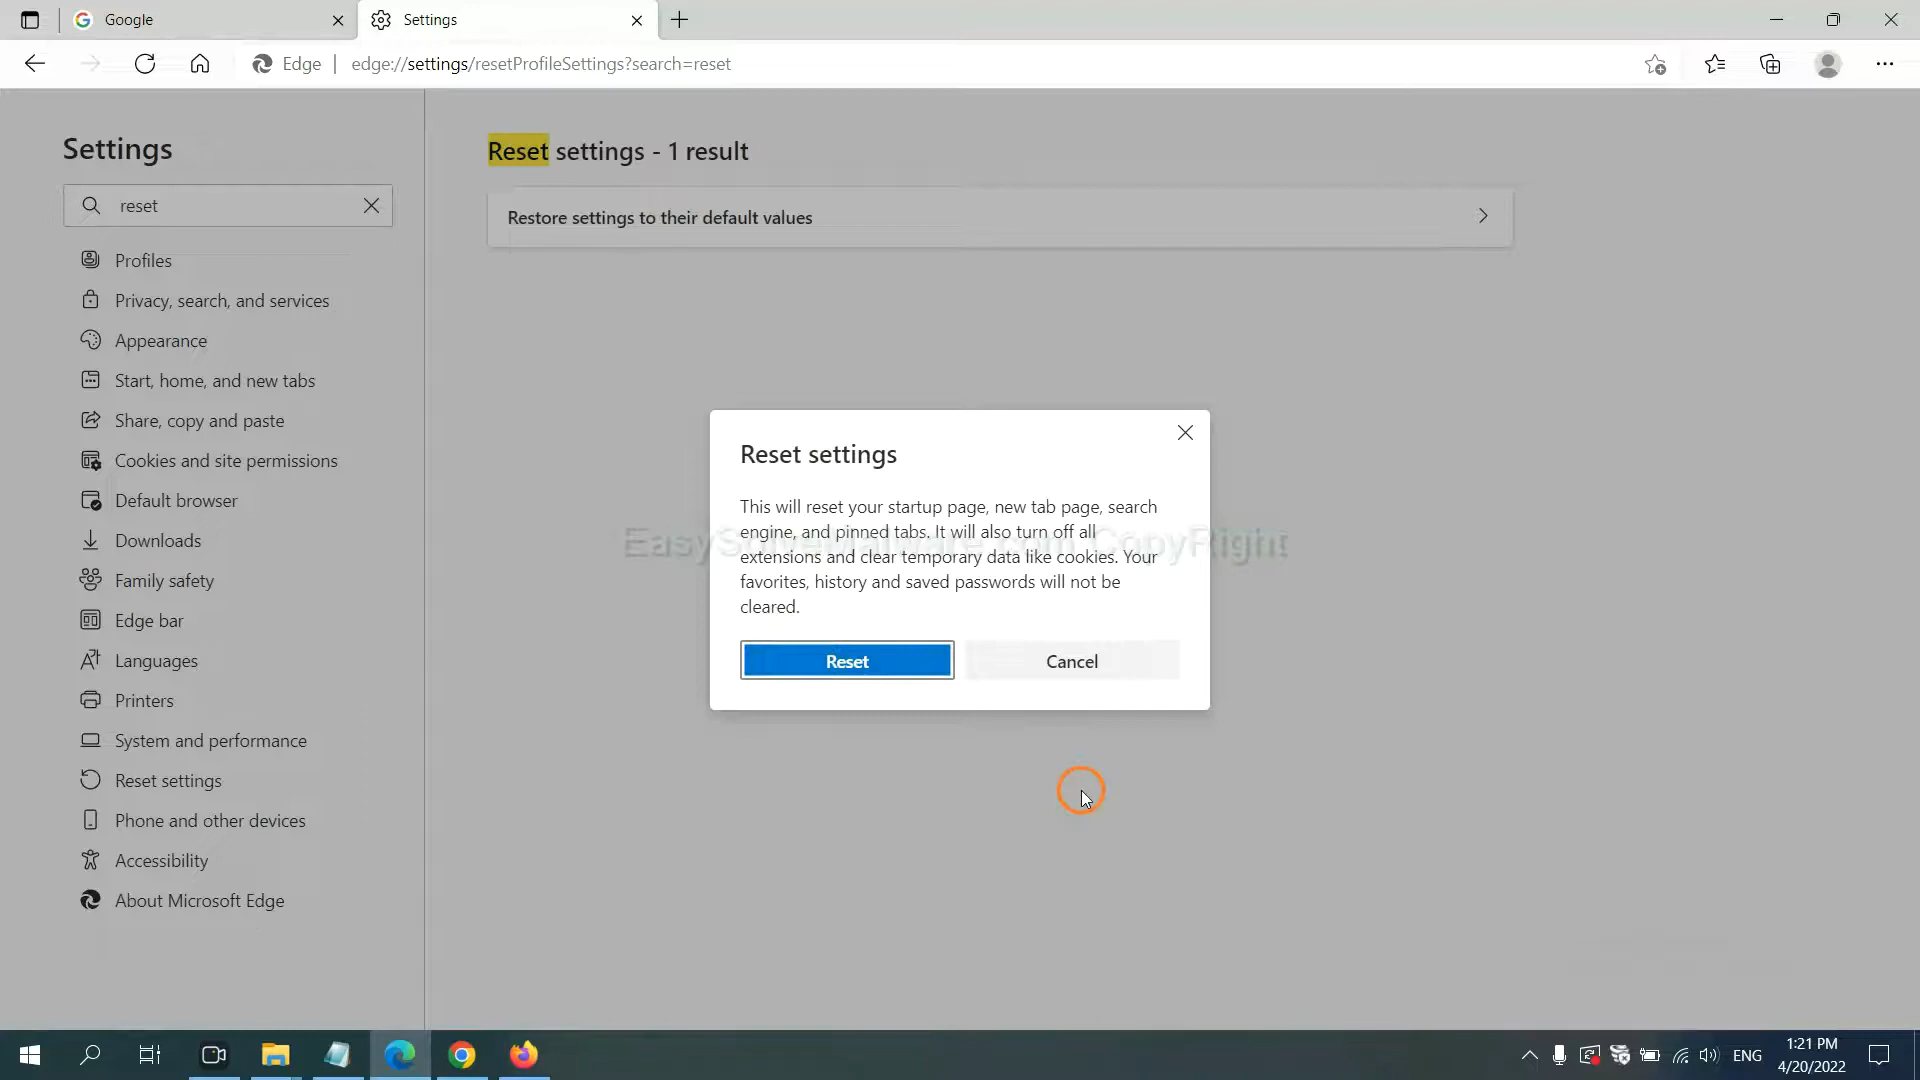 Google
Settings
Edge
edge://settings/resetProfileSettings?search=reset
Settings
reset
Profiles
Privacy, search, and services
Appearance
Start, home, and new tabs
Share, copy and paste
Cookies and site permissions
Default browser
Downloads
Family safety
Edge bar
Languages
Printers
System and performance
Reset settings
Phone and other devices
Accessibility
About Microsoft Edge
Reset settings - 1 result
Restore settings to their default values
Reset settings
This will reset your startup page, new tab page, search
engine, and pinned tabs. It will also turn off all
extensions and clear temporary data like cookies. Your
favorites, history and saved passwords will not be
cleared.
Reset
Cancel
EasySolveMalware.com CopyRight
ENG
1:21 PM
4/20/2022